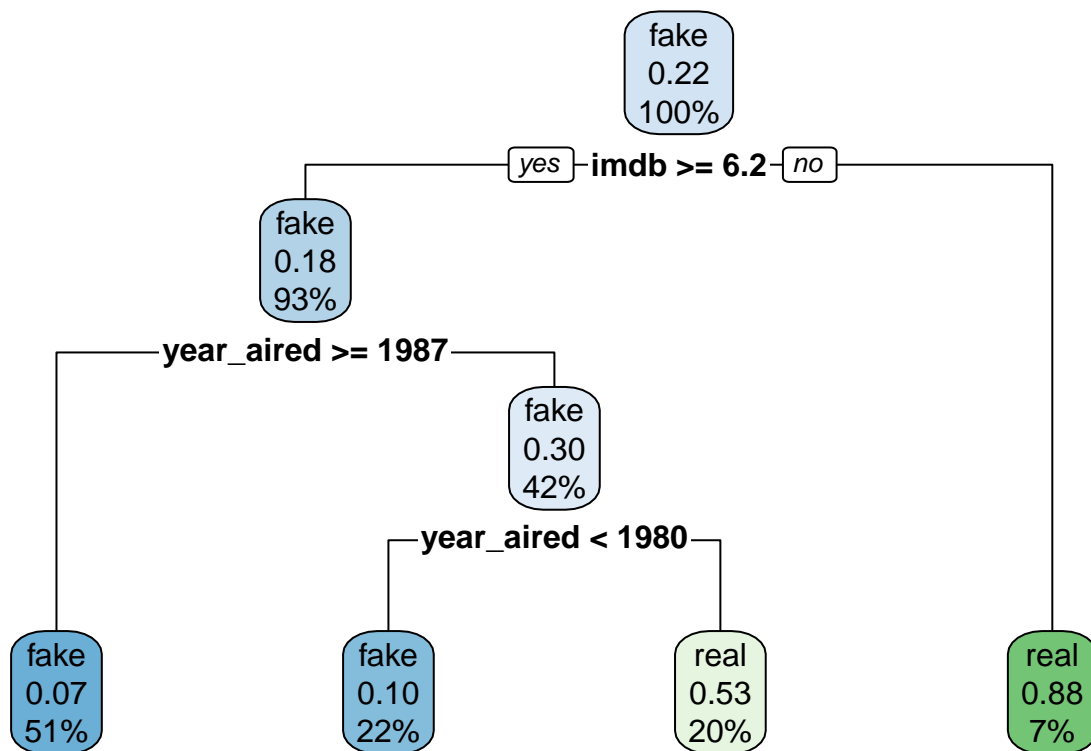 fake
0.22
100%
yes imdb >= 6.2 no
fake
0.18
93%
year_aired >= 1987
fake
0.30
42%
year_aired < 1980
fake
0.07
51%
fake
0.10
22%
real
0.53
20%
real
0.88
7%